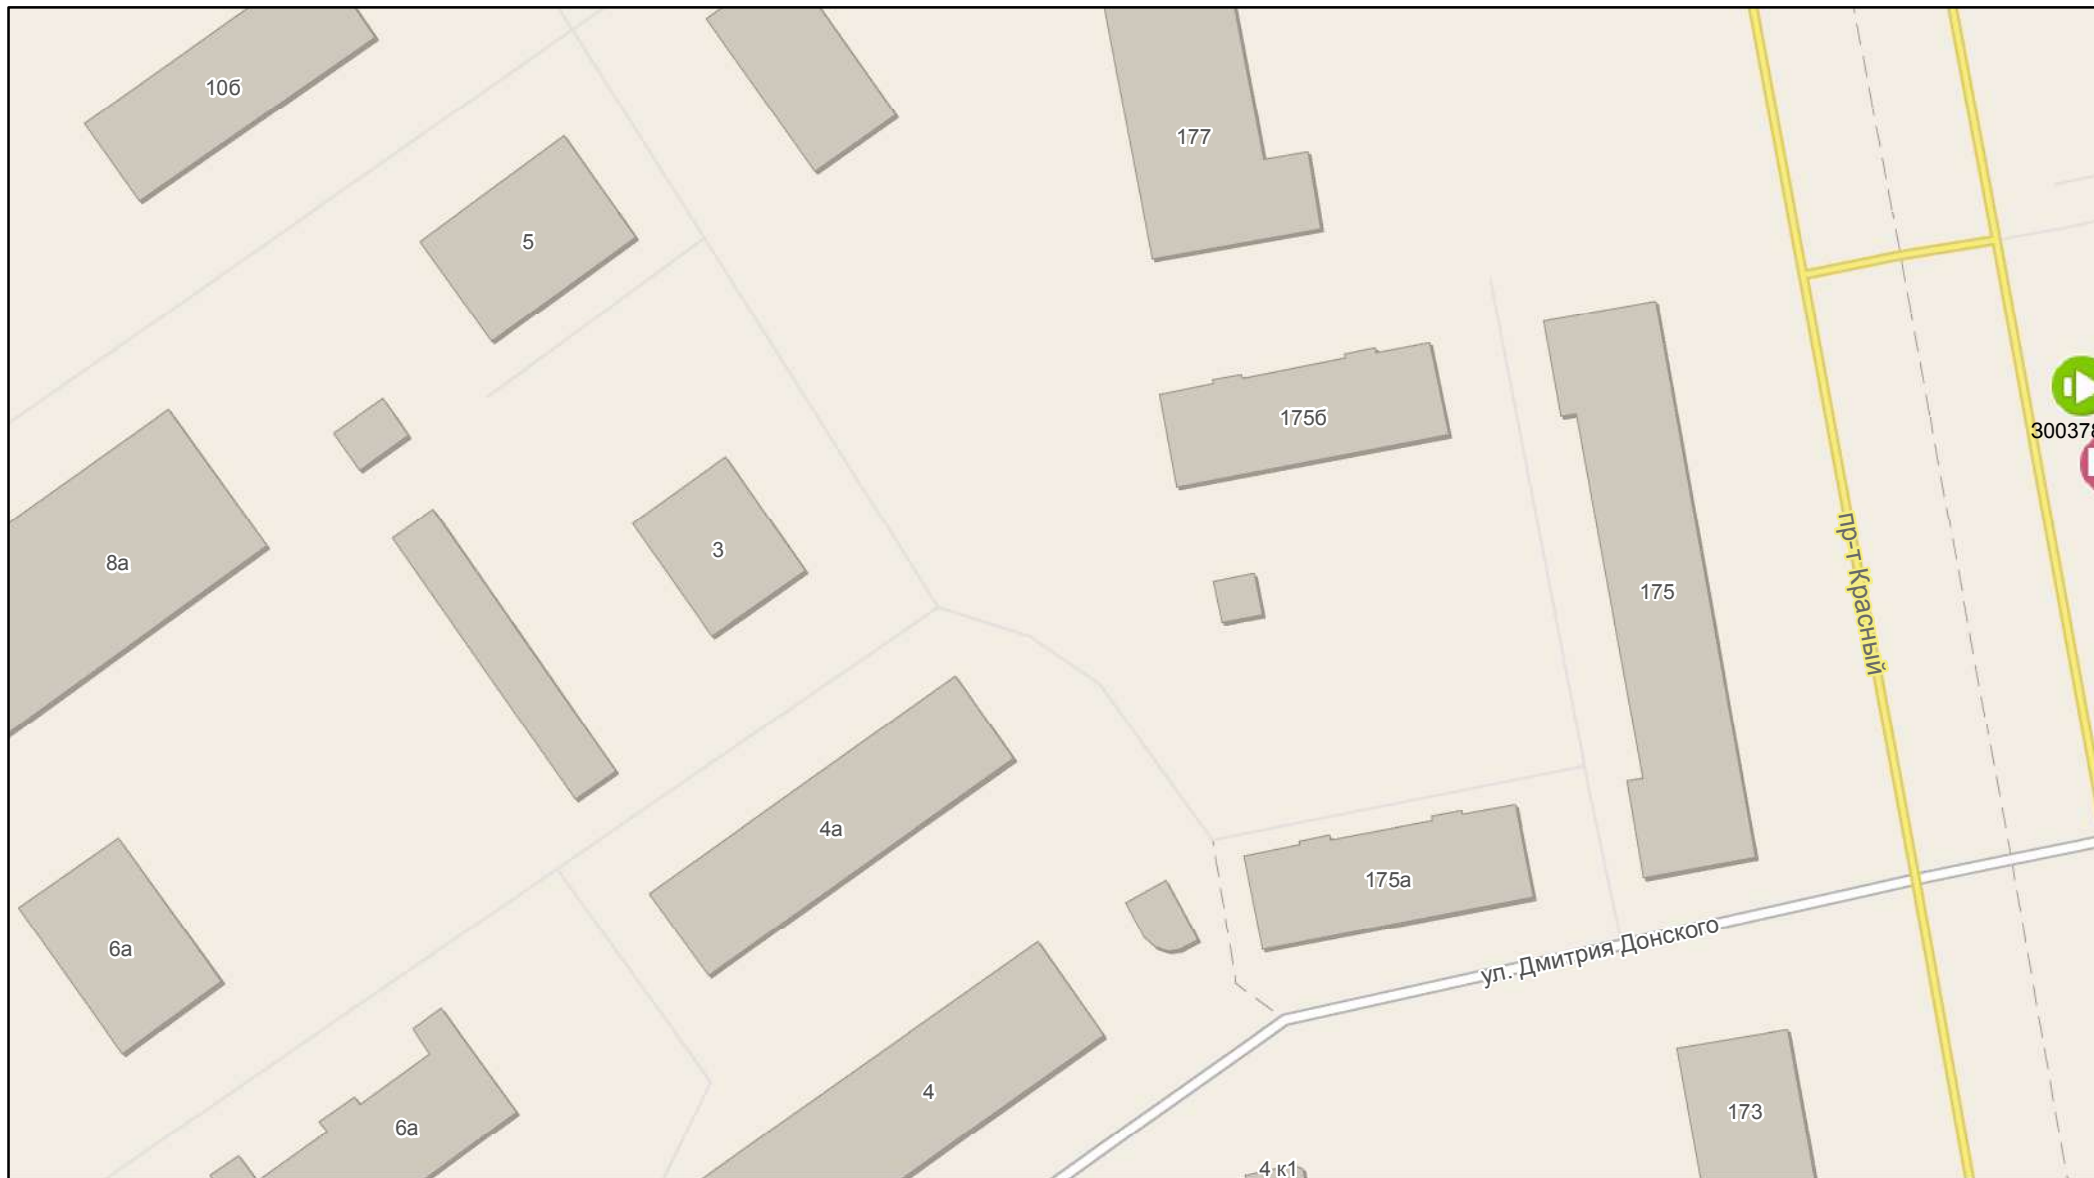 10б
177
5
175б
300378
3
8а
175
пр-т Красный
4а
175а
6а
ул. Дмитрия Донского
4
173
6а
4 к1